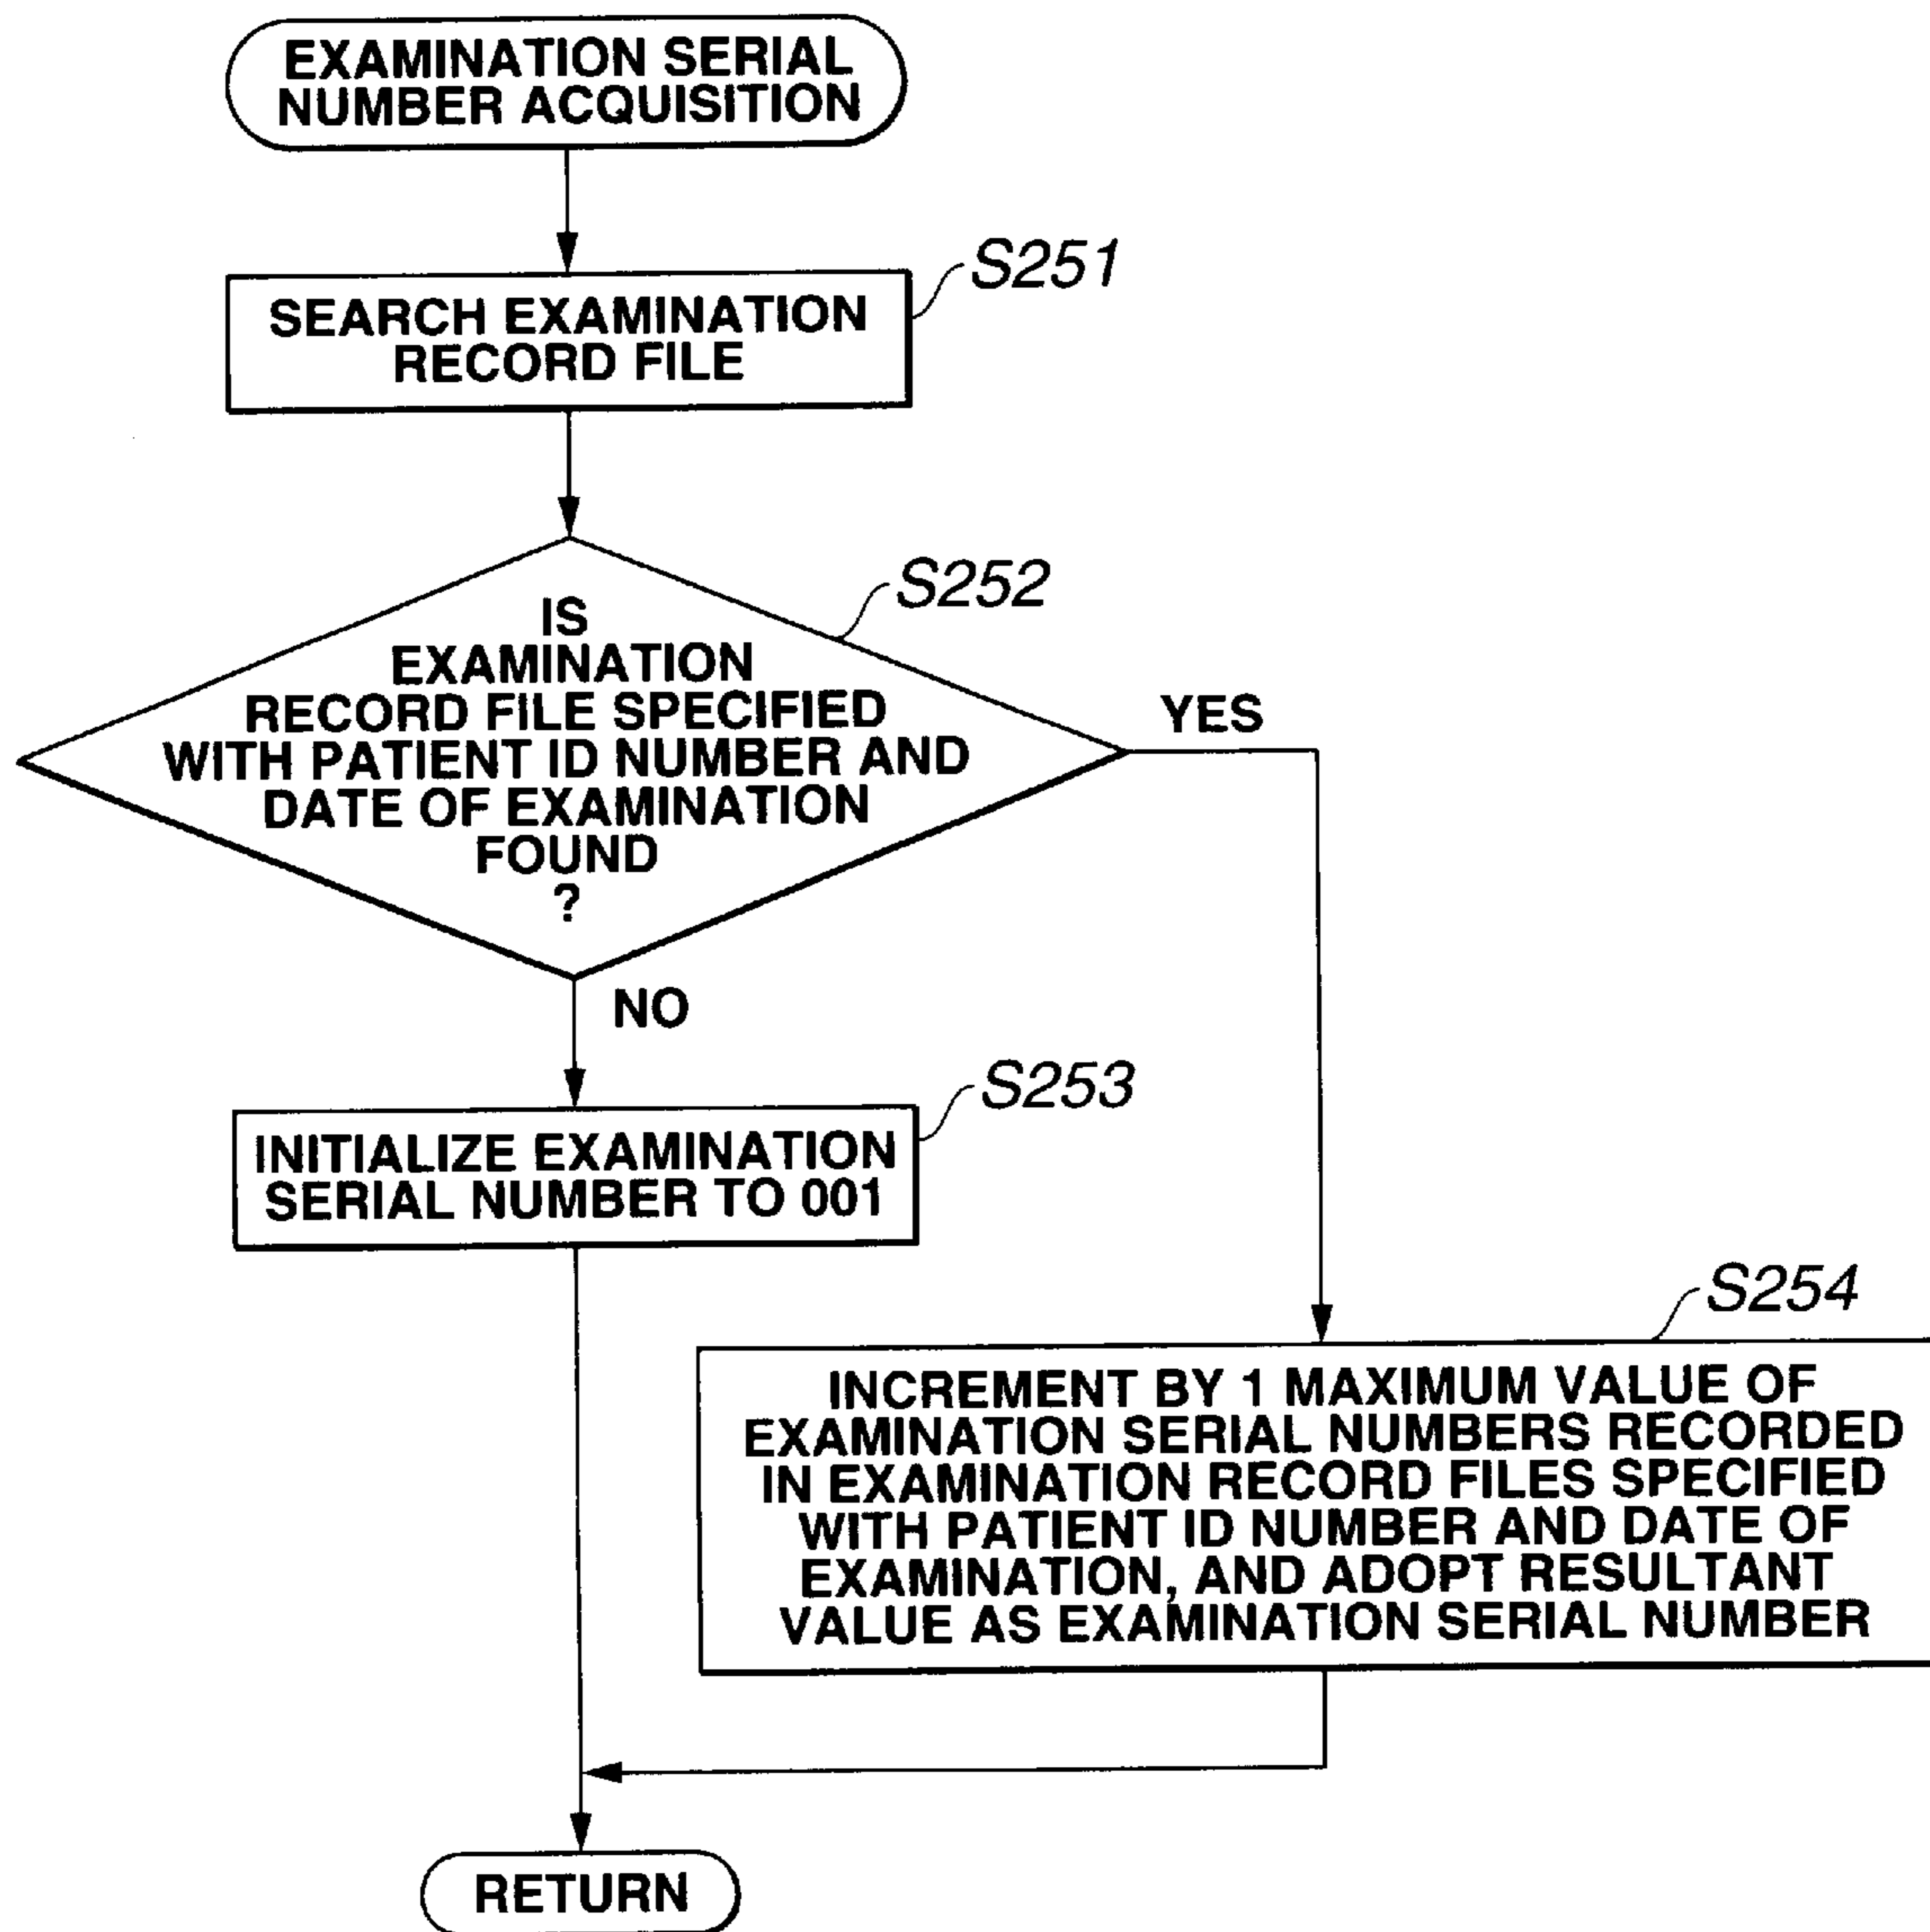 EXAMINATION SERIAL
NUMBER ACQUISITION
S251
SEARCH EXAMINATION
RECORD FILE
S252
IS
EXAMINATION
RECORD FILE SPECIFIED
WITH PATIENT ID NUMBER AND
DATE OF EXAMINATION
FOUND
?
YES
NO
S253
INITIALIZE EXAMINATION
SERIAL NUMBER TO 001
S254
INCREMENT BY 1 MAXIMUM VALUE OF
EXAMINATION SERIAL NUMBERS RECORDED
IN EXAMINATION RECORD FILES SPECIFIED
WITH PATIENT ID NUMBER AND DATE OF
EXAMINATION, AND ADOPT RESULTANT
VALUE AS EXAMINATION SERIAL NUMBER
RETURN